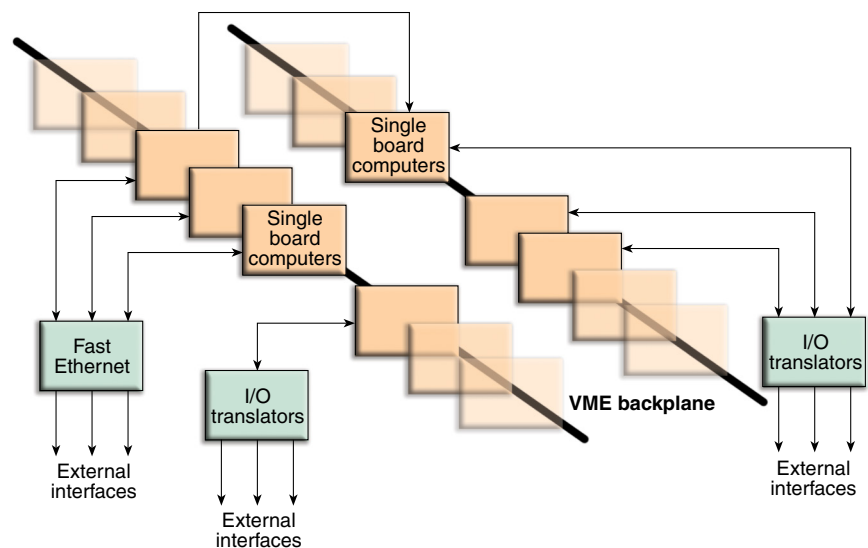 Single
board
computers
Single
board
computers
Fast
Ethernet
I/O
translators
I/O
translators
VME backplane
External
interfaces
External
interfaces
External
interfaces